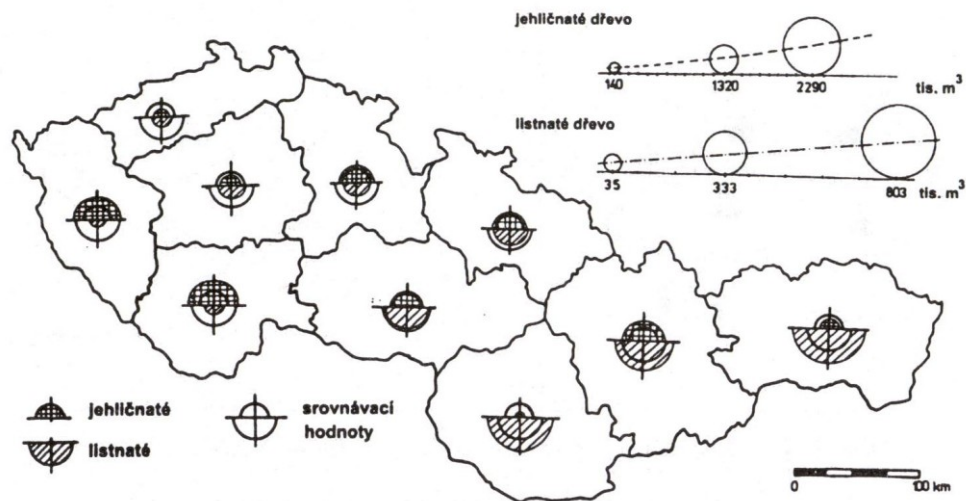 jehličnaté dřevo
140 1320 2290 tis. m³
listnaté dřevo
35 333 803 tis. m³
jehličnaté
listnaté
srovnávací
hodnoty
0 100 km